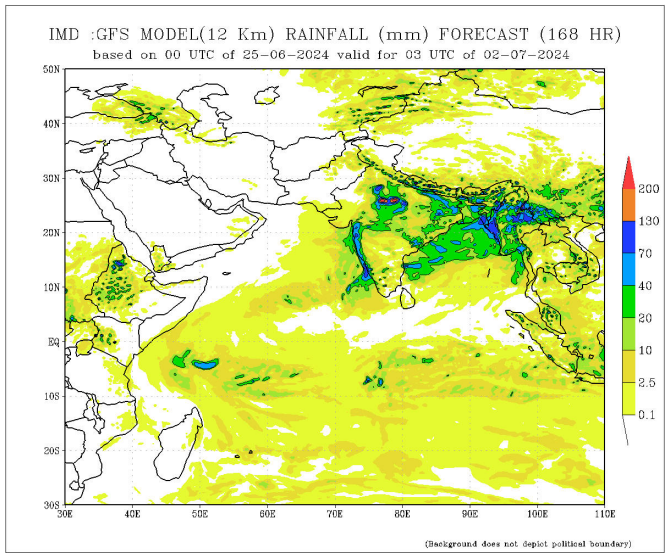 IMD :GFS MODEL(12 Km) RAINFALL (mm) FORECAST (168 HR)
based on 00 UTC of 25-06-2024 valid for 03 UTC of 02-07-2024
50N
40N
30N
20N
10N
EQ
10S
20S
30S
30E 40E 50E 60E 70E 80E 90E 100E 110E
200
130
70
40
20
10
2.5
0.1
(Background does not depict political boundary)